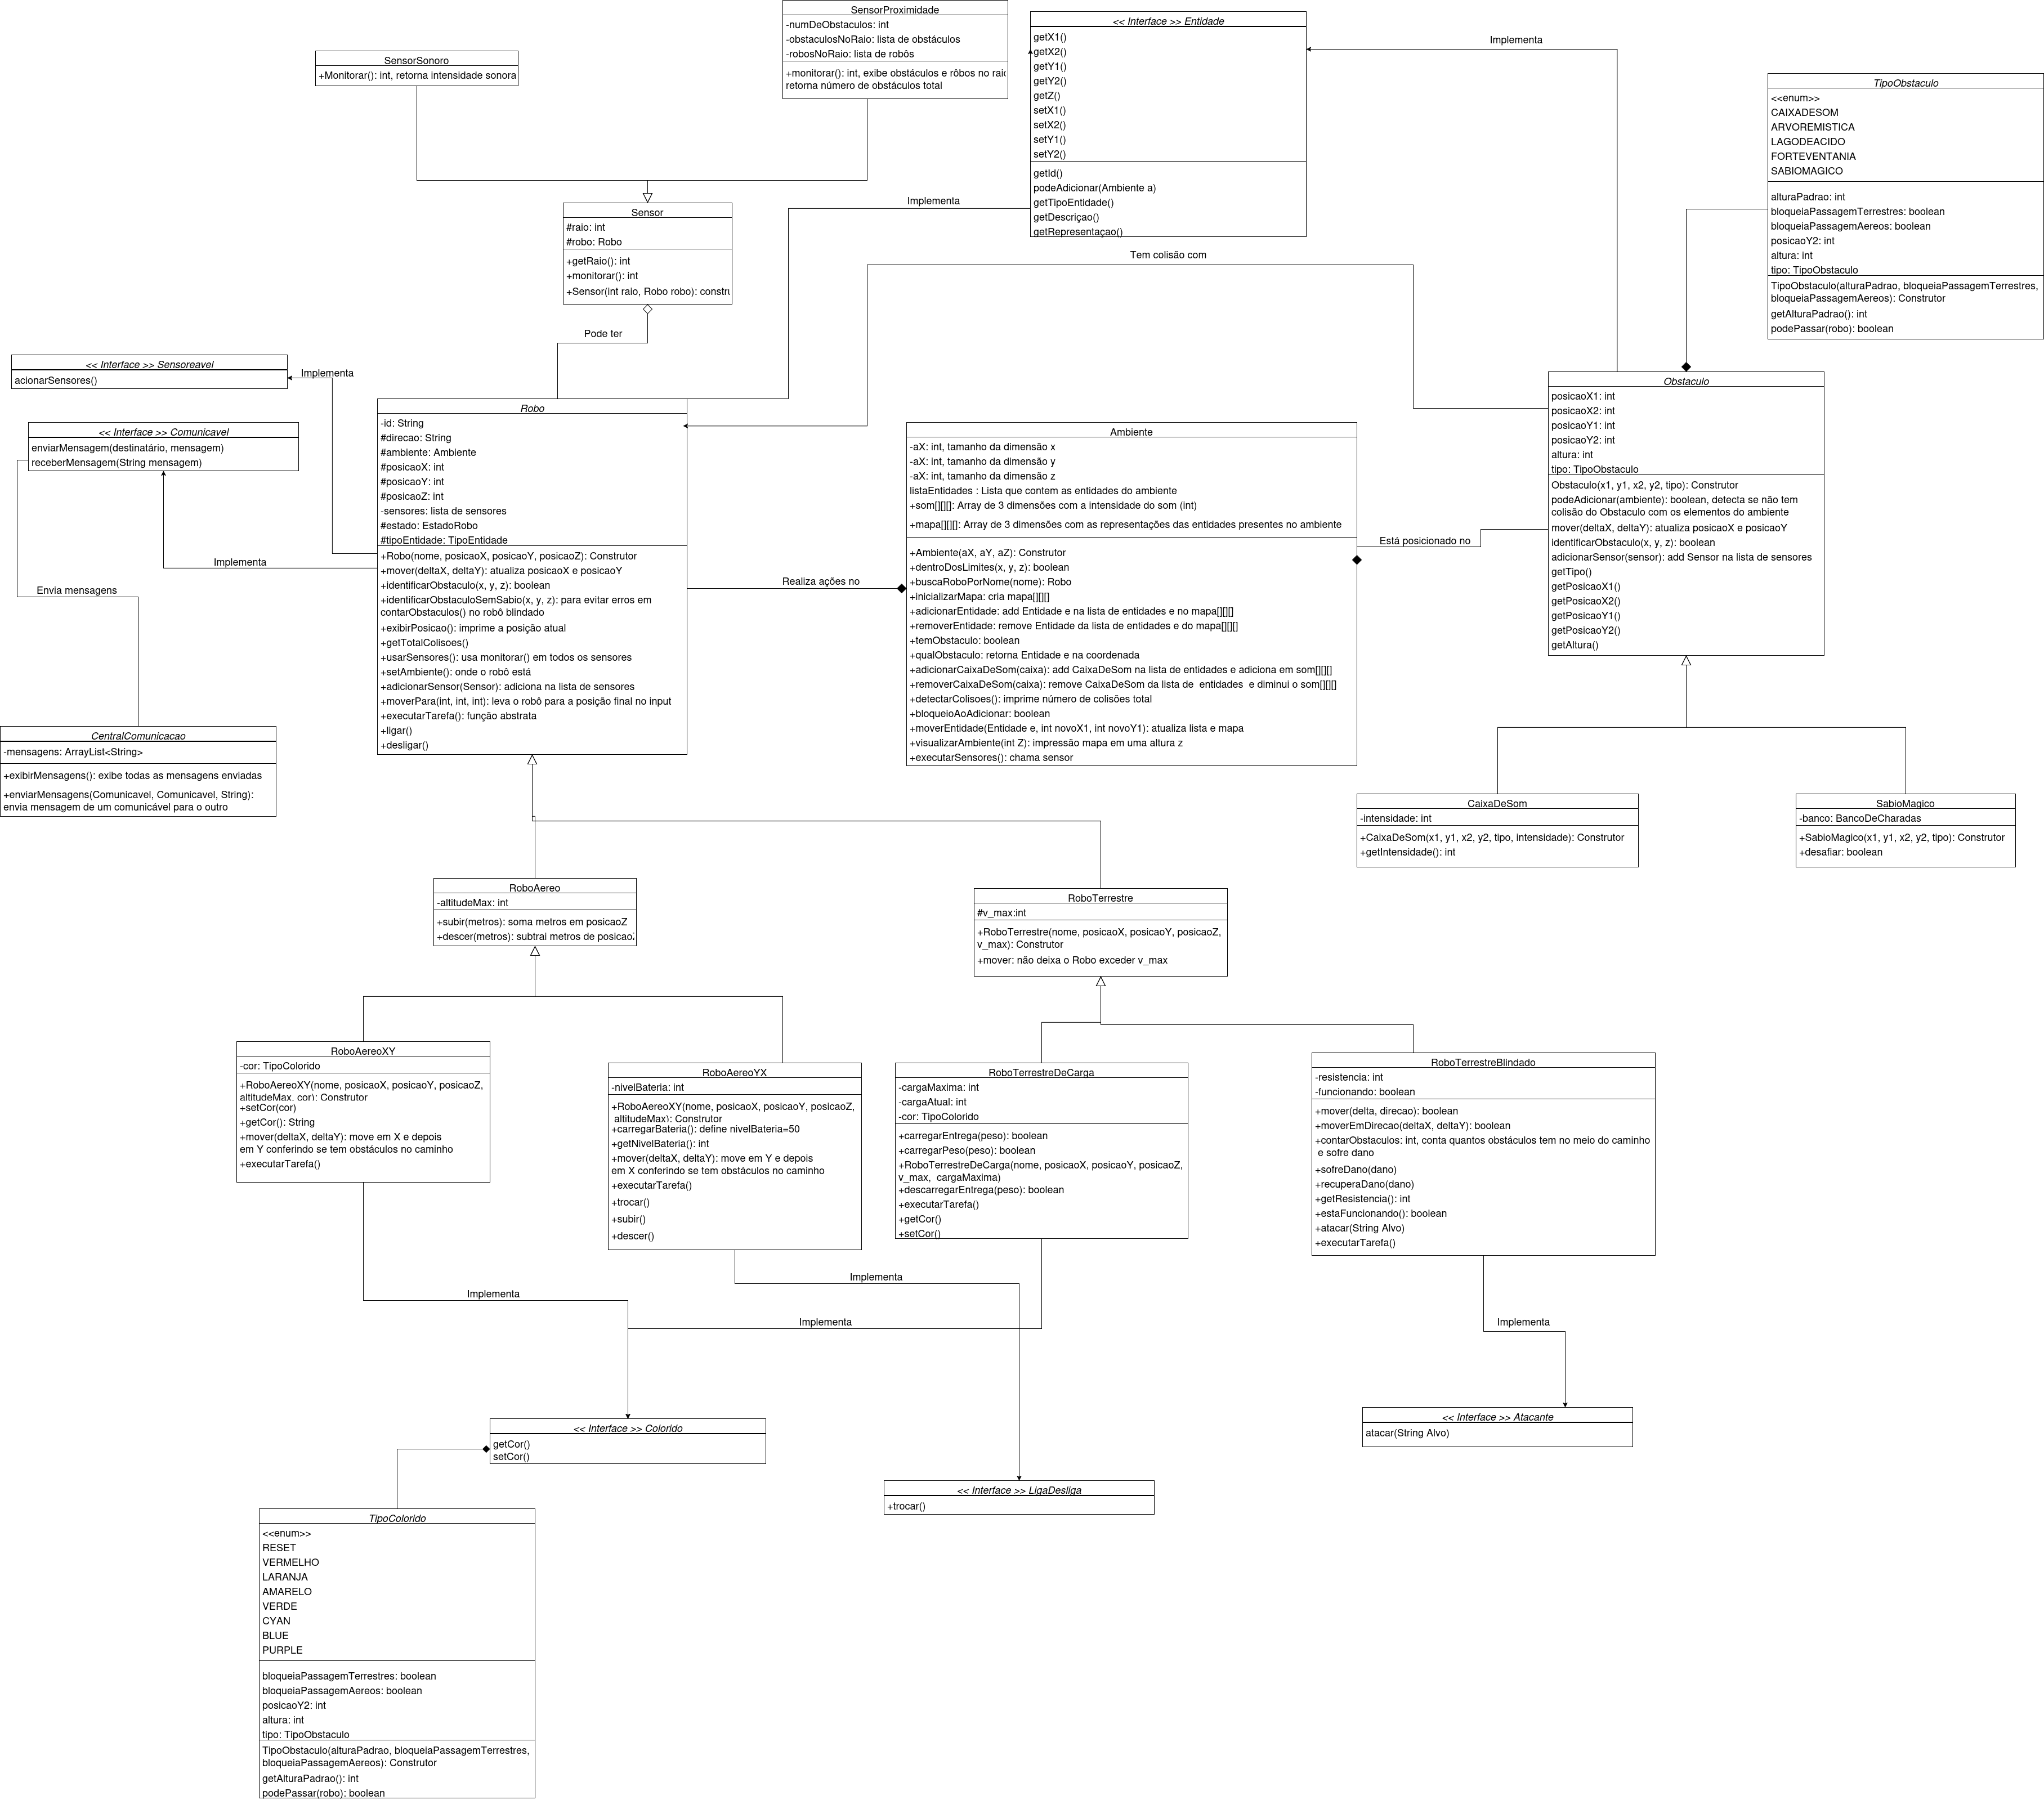 SensorProximidade
-numDeObstaculos: int
-obstaculosNoRaio: lista de obstáculos
-robosNoRaio: lista de robôs
+monitorar(): int, exibe obstáculos e rôbos no raio
retorna número de obstáculos total
SensorSonoro
+Monitorar(): int, retorna intensidade sonora
<< Interface >> Entidade
getX1()
getX2()
getY1()
getY2()
getZ()
setX1()
setX2()
setY1()
setY2()
getId()
podeAdicionar(Ambiente a)
getTipoEntidade()
getDescriçao()
getRepresentaçao()
Implementa
TipoObstaculo
<<enum>>
CAIXADESOM
ARVOREMISTICA
LAGODEACIDO
FORTEVENTANIA
SABIOMAGICO
alturaPadrao: int
bloqueiaPassagemTerrestres: boolean
bloqueiaPassagemAereos: boolean
posicaoY2: int
altura: int
tipo: TipoObstaculo
TipoObstaculo(alturaPadrao, bloqueiaPassagemTerrestres,
bloqueiaPassagemAereos): Construtor
getAlturaPadrao(): int
podePassar(robo): boolean
Sensor
#raio: int
#robo: Robo
+getRaio(): int
+monitorar(): int
+Sensor(int raio, Robo robo): constru
Implementa
Tem colisão com
Pode ter
<< Interface >> Sensoreavel
acionarSensores()
Implementa
<< Interface >> Comunicavel
enviarMensagem(destinatário, mensagem)
receberMensagem(String mensagem)
Implementa
Envia mensagens
CentralComunicacao
-mensagens: ArrayList<String>
+exibirMensagens(): exibe todas as mensagens enviadas
+enviarMensagens(Comunicavel, Comunicavel, String):
envia mensagem de um comunicável para o outro
Robo
-id: String
#direcao: String
#ambiente: Ambiente
#posicaoX: int
#posicaoY: int
#posicaoZ: int
-sensores: lista de sensores
#estado: EstadoRobo
#tipoEntidade: TipoEntidade
+Robo(nome, posicaoX, posicaoY, posicaoZ): Construtor
+mover(deltaX, deltaY): atualiza posicaoX e posicaoY
+identificarObstaculo(x, y, z): boolean
+identificarObstaculoSemSabio(x, y, z): para evitar erros em
contarObstaculos() no robô blindado
+exibirPosicao(): imprime a posição atual
+getTotalColisoes()
+usarSensores(): usa monitorar() em todos os sensores
+setAmbiente(): onde o robô está
+adicionarSensor(Sensor): adiciona na lista de sensores
+moverPara(int, int, int): leva o robô para a posição final no input
+executarTarefa(): função abstrata
+ligar()
+desligar()
Realiza ações no
Ambiente
-aX: int, tamanho da dimensão x
-aX: int, tamanho da dimensão y
-aX: int, tamanho da dimensão z
listaEntidades : Lista que contem as entidades do ambiente
+som[][][]: Array de 3 dimensões com a intensidade do som (int)
+mapa[][][]: Array de 3 dimensões com as representações das entidades presentes no ambiente
+Ambiente(aX, aY, aZ): Construtor
+dentroDosLimites(x, y, z): boolean
+buscaRoboPorNome(nome): Robo
+inicializarMapa: cria mapa[][][]
+adicionarEntidade: add Entidade e na lista de entidades e no mapa[][][]
+removerEntidade: remove Entidade da lista de entidades e do mapa[][][]
+temObstaculo: boolean
+qualObstaculo: retorna Entidade e na coordenada
+adicionarCaixaDeSom(caixa): add CaixaDeSom na lista de entidades e adiciona em som[][][]
+removerCaixaDeSom(caixa): remove CaixaDeSom da lista de  entidades  e diminui o som[][][]
+detectarColisoes(): imprime número de colisões total
+bloqueioAoAdicionar: boolean
+moverEntidade(Entidade e, int novoX1, int novoY1): atualiza lista e mapa
+visualizarAmbiente(int Z): impressão mapa em uma altura z
+executarSensores(): chama sensor
Está posicionado no
Obstaculo
posicaoX1: int
posicaoX2: int
posicaoY1: int
posicaoY2: int
altura: int
tipo: TipoObstaculo
Obstaculo(x1, y1, x2, y2, tipo): Construtor
podeAdicionar(ambiente): boolean, detecta se não tem
colisão do Obstaculo com os elementos do ambiente
mover(deltaX, deltaY): atualiza posicaoX e posicaoY
identificarObstaculo(x, y, z): boolean
adicionarSensor(sensor): add Sensor na lista de sensores
getTipo()
getPosicaoX1()
getPosicaoX2()
getPosicaoY1()
getPosicaoY2()
getAltura()
CaixaDeSom
-intensidade: int
+CaixaDeSom(x1, y1, x2, y2, tipo, intensidade): Construtor
+getIntensidade(): int
SabioMagico
-banco: BancoDeCharadas
+SabioMagico(x1, y1, x2, y2, tipo): Construtor
+desafiar: boolean
RoboAereo
-altitudeMax: int
+subir(metros): soma metros em posicaoZ
+descer(metros): subtrai metros de posicaoZ
RoboTerrestre
#v_max:int
+RoboTerrestre(nome, posicaoX, posicaoY, posicaoZ,
v_max): Construtor
+mover: não deixa o Robo exceder v_max
RoboAereoXY
-cor: TipoColorido
+RoboAereoXY(nome, posicaoX, posicaoY, posicaoZ,
altitudeMax, cor): Construtor
+setCor(cor)
+getCor(): String
+mover(deltaX, deltaY): move em X e depois
em Y conferindo se tem obstáculos no caminho
+executarTarefa()
RoboAereoYX
-nivelBateria: int
+RoboAereoXY(nome, posicaoX, posicaoY, posicaoZ,
altitudeMax): Construtor
+carregarBateria(): define nivelBateria=50
+getNivelBateria(): int
+mover(deltaX, deltaY): move em Y e depois
em X conferindo se tem obstáculos no caminho
+executarTarefa()
+trocar()
+subir()
+descer()
RoboTerrestreDeCarga
-cargaMaxima: int
-cargaAtual: int
-cor: TipoColorido
+carregarEntrega(peso): boolean
+carregarPeso(peso): boolean
+RoboTerrestreDeCarga(nome, posicaoX, posicaoY, posicaoZ,
v_max,  cargaMaxima)
+descarregarEntrega(peso): boolean
+executarTarefa()
+getCor()
+setCor()
RoboTerrestreBlindado
-resistencia: int
-funcionando: boolean
+mover(delta, direcao): boolean
+moverEmDirecao(deltaX, deltaY): boolean
+contarObstaculos: int, conta quantos obstáculos tem no meio do caminho
e sofre dano
+sofreDano(dano)
+recuperaDano(dano)
+getResistencia(): int
+estaFuncionando(): boolean
+atacar(String Alvo)
+executarTarefa()
Implementa
Implementa
Implementa
Implementa
<< Interface >> Colorido
getCor()
setCor()
<< Interface >> LigaDesliga
+trocar()
<< Interface >> Atacante
atacar(String Alvo)
TipoColorido
<<enum>>
RESET
VERMELHO
LARANJA
AMARELO
VERDE
CYAN
BLUE
PURPLE
bloqueiaPassagemTerrestres: boolean
bloqueiaPassagemAereos: boolean
posicaoY2: int
altura: int
tipo: TipoObstaculo
TipoObstaculo(alturaPadrao, bloqueiaPassagemTerrestres,
bloqueiaPassagemAereos): Construtor
getAlturaPadrao(): int
podePassar(robo): boolean